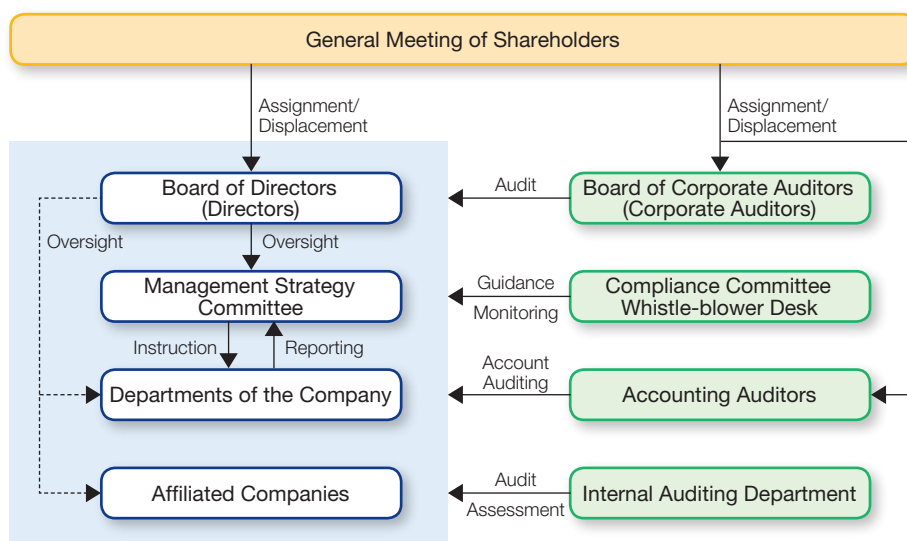 General Meeting of Shareholders
Assignment/
Displacement
Assignment/
Displacement
Board of Directors
(Directors)
Audit
Board of Corporate Auditors
(Corporate Auditors)
Oversight
Oversight
Management Strategy
Committee
Guidance
Monitoring
Compliance Committee
Whistle-blower Desk
Instruction
Reporting
Departments of the Company
Account
Auditing
Accounting Auditors
Affiliated Companies
Audit
Assessment
Internal Auditing Department